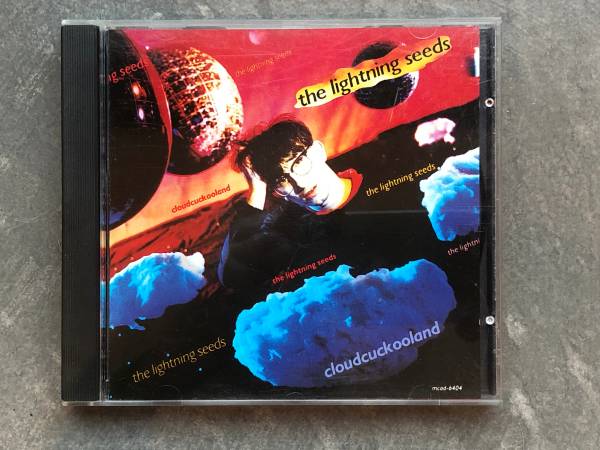 the lightning seeds
the lightning seeds
ng seeds
cloudcuckooland
the lightning seeds
the lightni
the lightning seeds
the lightning seeds
cloudcuckooland
mcad-6404